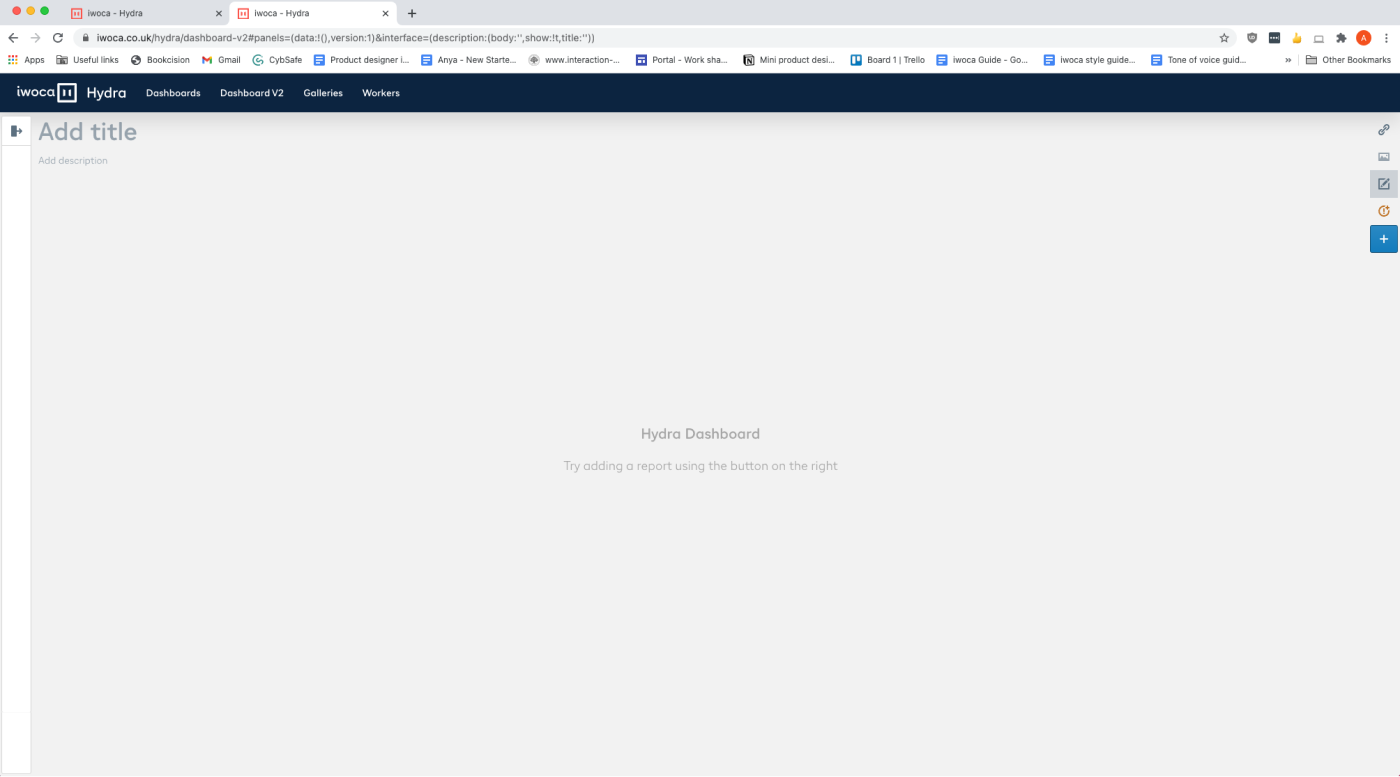 iwoca - Hydra
iwoca - Hydra
iwoca.co.uk/hydra/dashboard-v2#panels=(data:!(),version:1)&interface=(description:(body:'',show:!t,title:''))
A
Apps Useful links Bookcision Gmail CybSafe Product designer i... Anya - New Starte... www.interaction-... Portal - Work sha... Mini product desi... Board 1 | Trello iwoca Guide - Go... iwoca style guide... Tone of voice guid... » Other Bookmarks
iwoca Hydra Dashboards Dashboard V2 Galleries Workers
Add title
Add description
Hydra Dashboard
Try adding a report using the button on the right